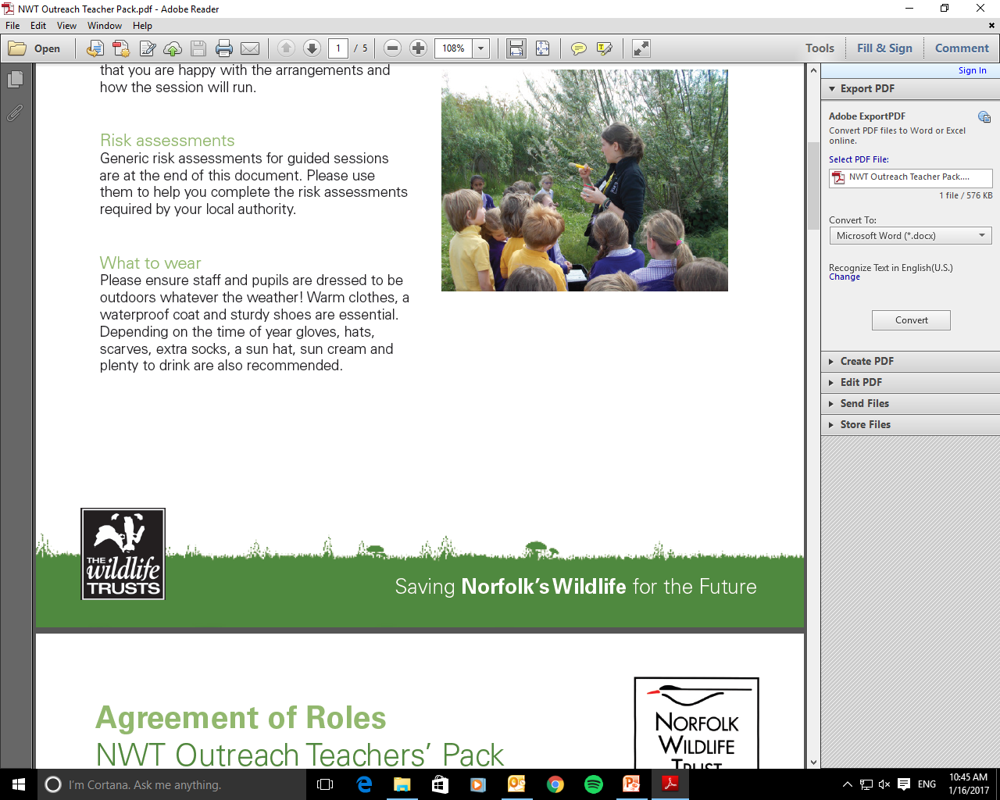 NWT Outreach Teacher Pack.pdf - Adobe Reader
File Edit View Window Help
Open 1 / 5 108% Tools Fill & Sign Comment
that you are happy with the arrangements and
how the session will run.
Risk assessments
Generic risk assessments for guided sessions
are at the end of this document. Please use
them to help you complete the risk assessments
required by your local authority.
What to wear
Please ensure staff and pupils are dressed to be
outdoors whatever the weather! Warm clothes, a
waterproof coat and sturdy shoes are essential.
Depending on the time of year gloves, hats,
scarves, extra socks, a sun hat, sun cream and
plenty to drink are also recommended.
THE
wildlife
TRUSTS
Saving Norfolk's Wildlife for the Future
Agreement of Roles
NWT Outreach Teachers' Pack
NORFOLK
WILDLIFE
TRUST
Sign In
Export PDF
Adobe ExportPDF
Convert PDF files to Word or Excel
online.
Select PDF File:
NWT Outreach Teacher Pack....
1 file / 576 KB
Convert To:
Microsoft Word (*.docx)
Recognize Text in English(U.S.)
Change
Convert
Create PDF
Edit PDF
Send Files
Store Files
I'm Cortana. Ask me anything.
ENG
10:45 AM
1/16/2017